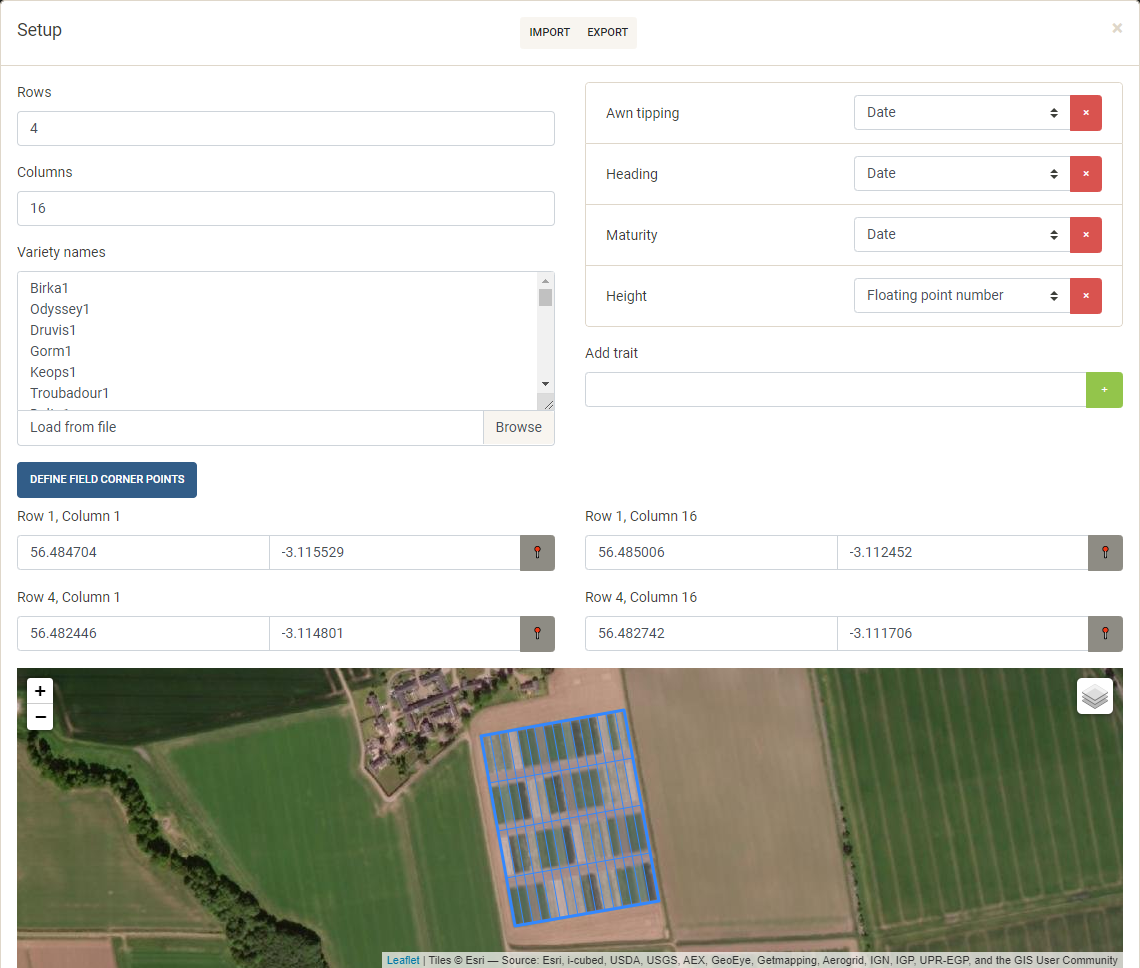 Setup
IMPORT EXPORT
×
Rows
4
Columns
16
Variety names
Birka1
Odyssey1
Druvis1
Gorm1
Keops1
Troubadour1
Load from file
Browse
Awn tipping
Date
×
Heading
Date
×
Maturity
Date
×
Height
Floating point number
×
Add trait
+
DEFINE FIELD CORNER POINTS
Row 1, Column 1
56.484704
-3.115529
Row 1, Column 16
56.485006
-3.112452
Row 4, Column 1
56.482446
-3.114801
Row 4, Column 16
56.482742
-3.111706
+
−
Leaflet | Tiles © Esri — Source: Esri, i-cubed, USDA, USGS, AEX, GeoEye, Getmapping, Aerogrid, IGN, IGP, UPR-EGP, and the GIS User Community